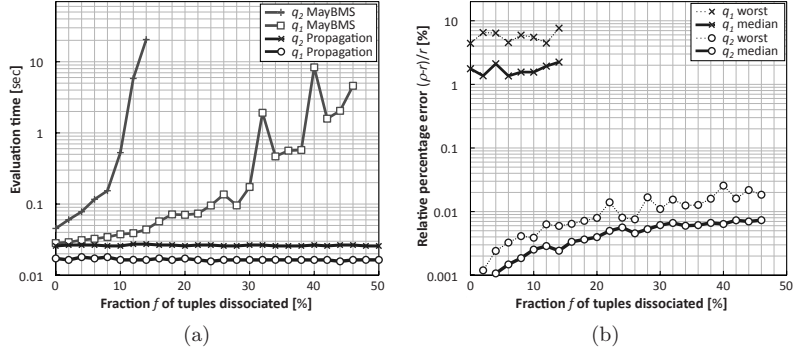 Evaluation time [sec]
10
1
0.1
0.01
q2 MayBMS
q1 MayBMS
q2 Propagation
q1 Propagation
0 10 20 30 40 50
Fraction f of tuples dissociated [%]
(a)
Relative percentage error (ρ-r)/r [%]
10
1
0.1
0.01
0.001
q1 worst
q1 median
q2 worst
q2 median
0 10 20 30 40 50
Fraction f of tuples dissociated [%]
(b)